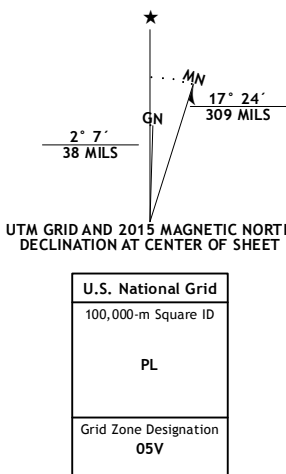 ★
MN
GN
17° 24´
309 MILS
2° 7´
38 MILS
UTM GRID AND 2015 MAGNETIC NORTH
DECLINATION AT CENTER OF SHEET
U.S. National Grid
100,000-m Square ID
PL
Grid Zone Designation
05V